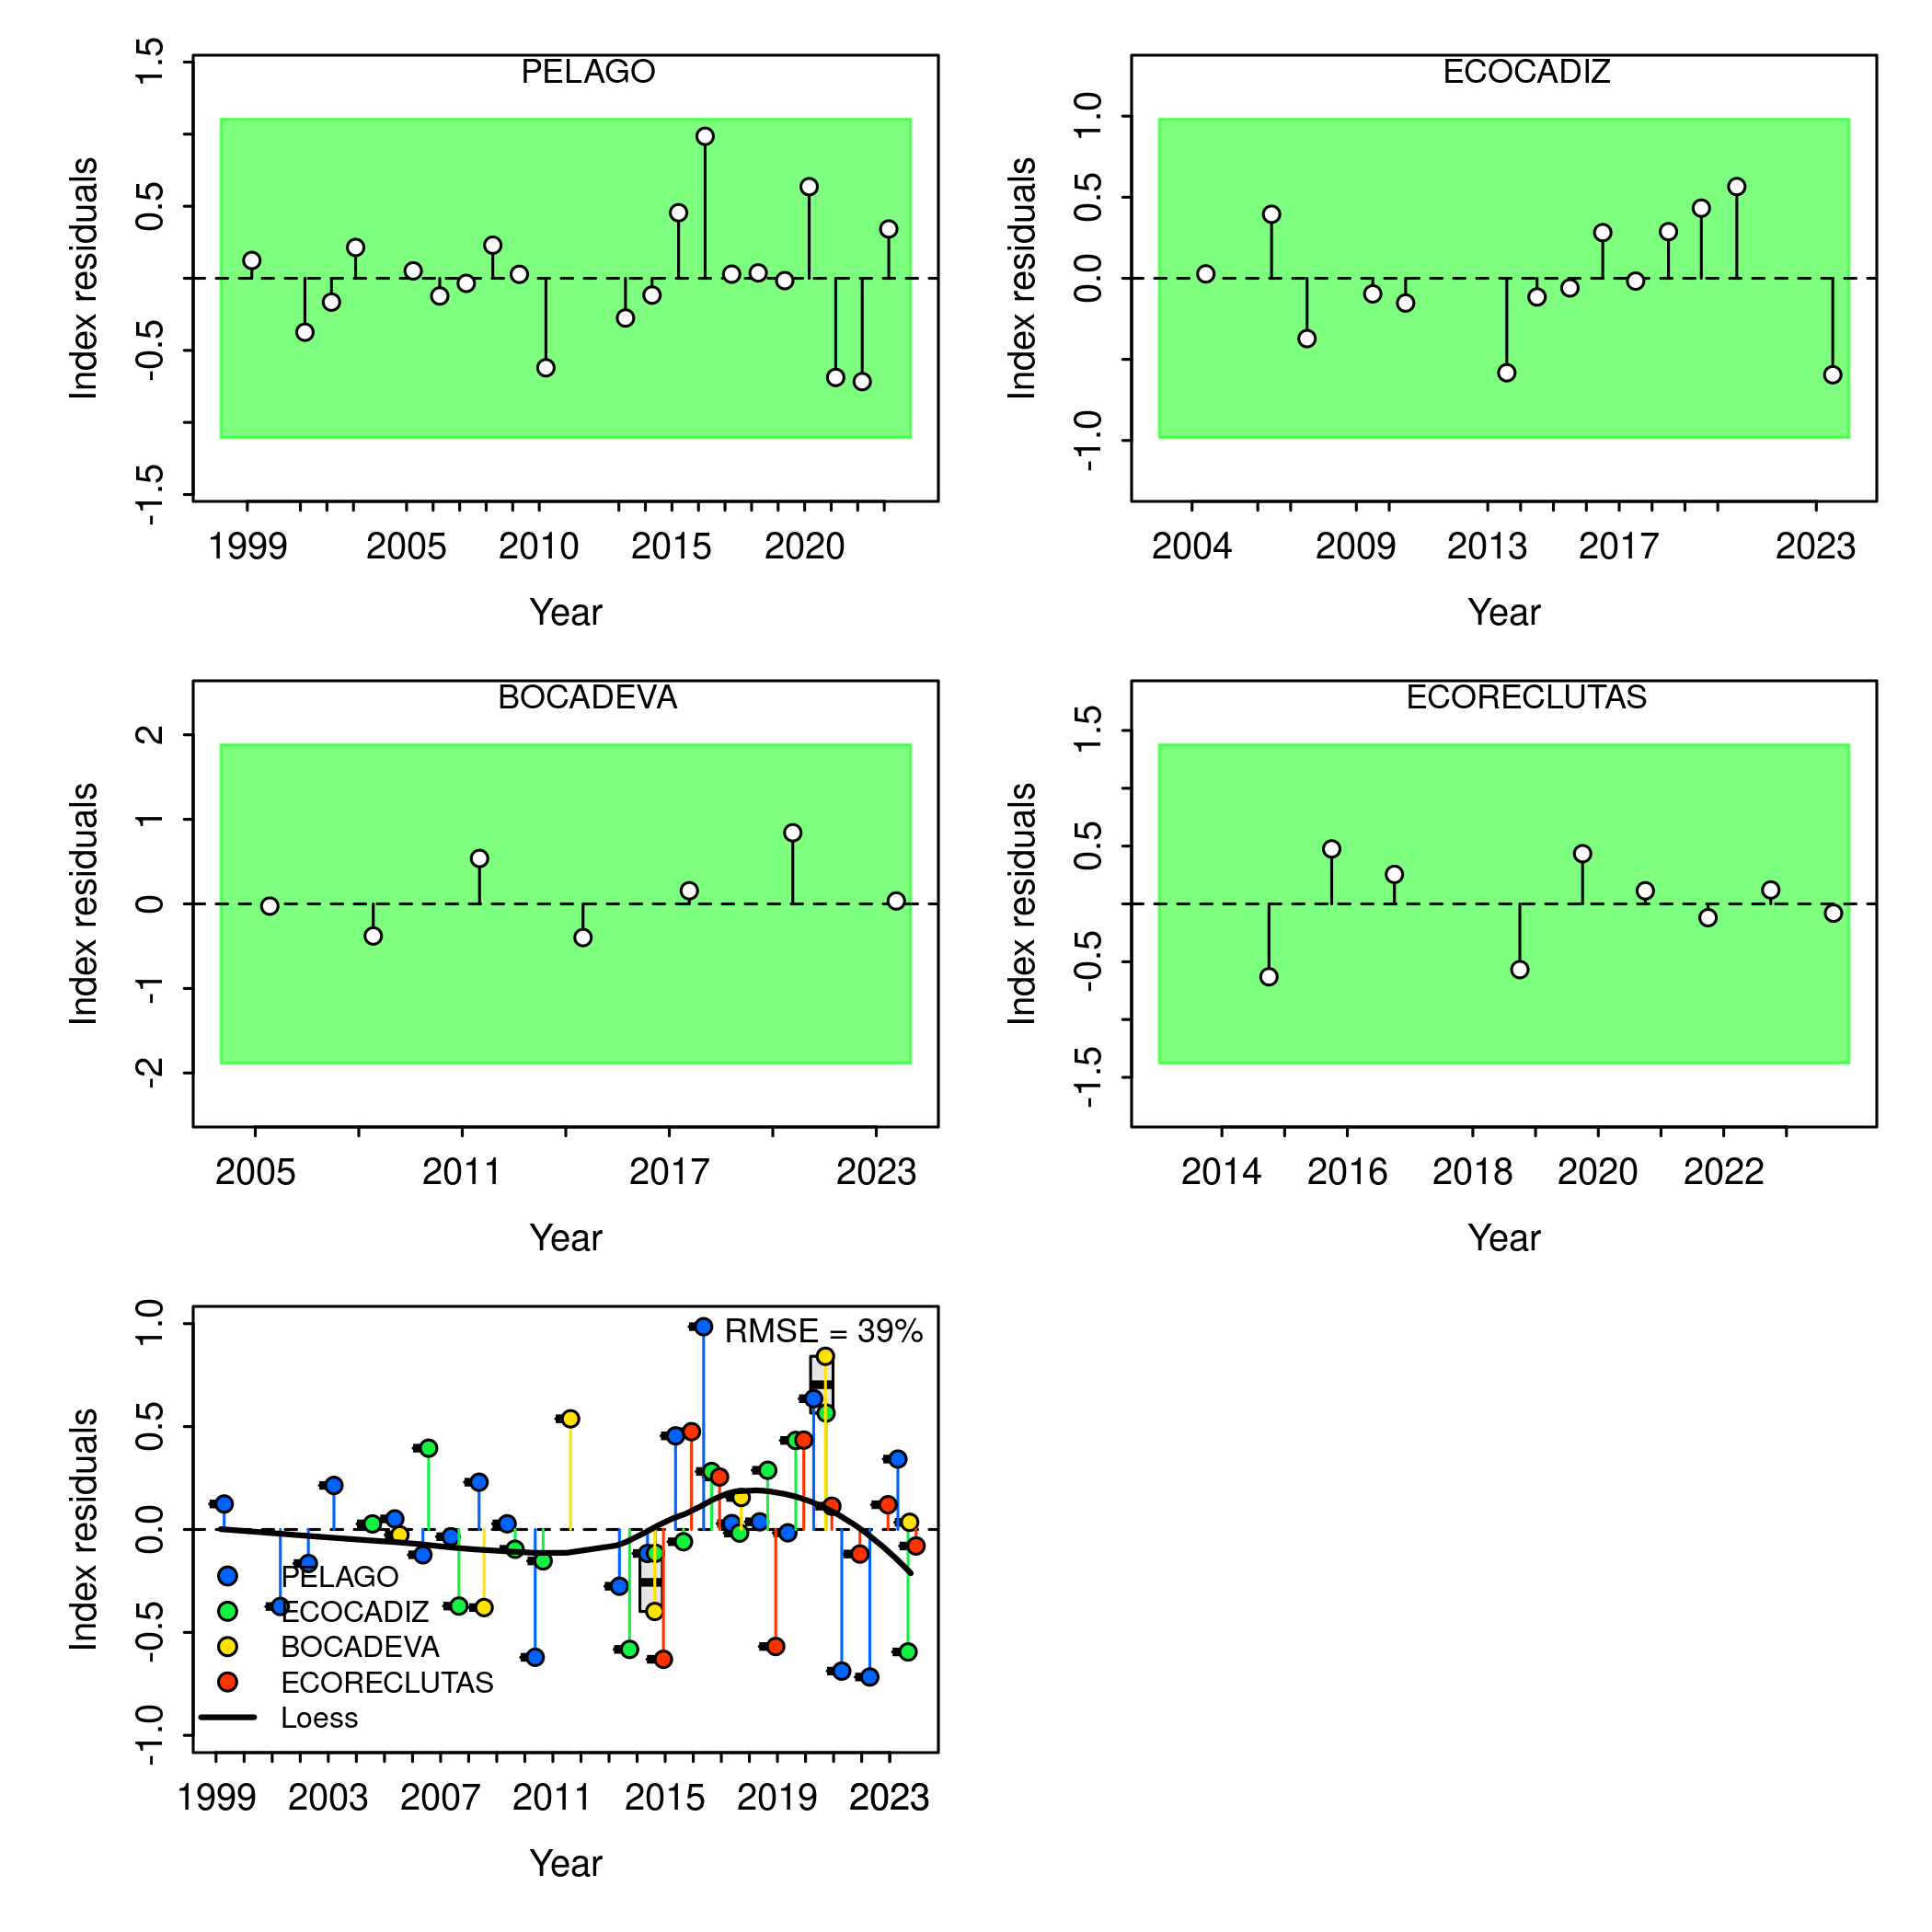 PELAGO
Index residuals
1.5
0.5
-0.5
-1.5
1999 2005 2010 2015 2020
Year
ECOCADIZ
Index residuals
1.0
0.5
0.0
-1.0
2004 2009 2013 2017 2023
Year
BOCADEVA
Index residuals
2
1
0
-1
-2
2005 2011 2017 2023
Year
ECORECLUTAS
Index residuals
1.5
0.5
-0.5
-1.5
2014 2016 2018 2020 2022
Year
RMSE = 39%
Index residuals
1.0
0.5
0.0
-0.5
-1.0
PELAGO
ECOCADIZ
BOCADEVA
ECORECLUTAS
Loess
1999 2003 2007 2011 2015 2019 2023
Year